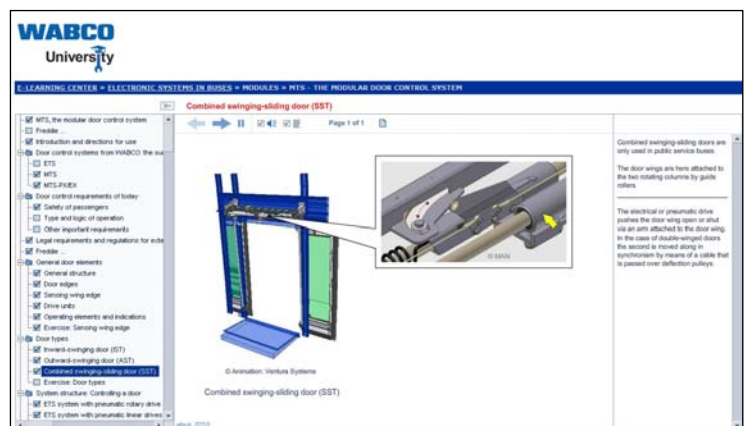 WABCO
University
E-LEARNING CENTER » ELECTRONIC SYSTEMS IN BUSES » MODULES » MTS - THE MODULAR DOOR CONTROL SYSTEM
Combined swinging-sliding door (SST)
Page 1 of 1
MTS, the modular door control system
Freddie ...
Introduction and directions for use
Door control systems from WABCO: the su
ETS
MTS
MTS-P
Door control requirements of today
Safety of passengers
Type and logic of operation
Other important requirements
Legal requirements and regulations for exte
Freddie ...
General door elements
General structure
Door edges
Sensing wing edge
Drive units
Operating elements and indications
Exercise: Sensing wing edge
Door types
Inward-swinging door (IST)
Outward-swinging door (AST)
Combined swinging-sliding door (SST)
Exercise: Door types
System structure: Controlling a door
ETS system with pneumatic rotary drive
ETS system with pneumatic linear drives
© MAN
© Animation: Ventura Systems
Combined swinging-sliding door (SST)
Combined swinging-sliding doors are
only used in public service buses.
The door wings are here attached to
the two rotating columns by guide
rollers.
The electrical or pneumatic drive
pushes the door wing open or shut
via an arm attached to the door wing.
In the case of double-winged doors
the second is moved along in
synchronism by means of a cable that
is passed over deflection pulleys.